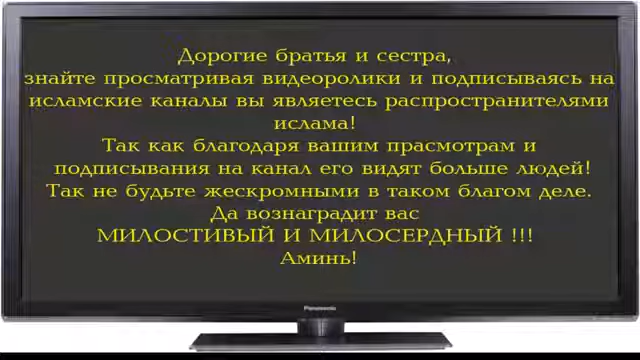 Дорогие братья и сестра,
знайте просматривая видеоролики и подписываясь на
исламские каналы вы являетесь распространителями
ислама!
Так как благодаря вашим прасмотрам и
подписывания на канал его видят больше людей!
Так не будьте жескромными в таком благом деле.
Да вознаградит вас
МИЛОСТИВЫЙ И МИЛОСЕРДНЫЙ !!!
Аминь!
Panasonic